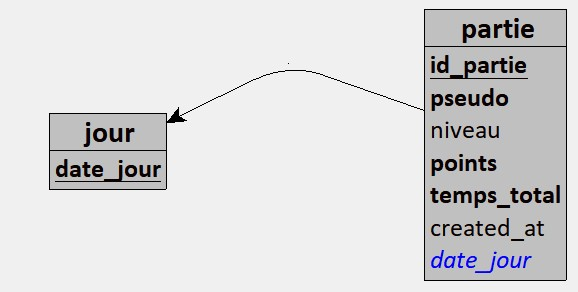 jour
date_jour
partie
id_partie
pseudo
niveau
points
temps_total
created_at
date_jour